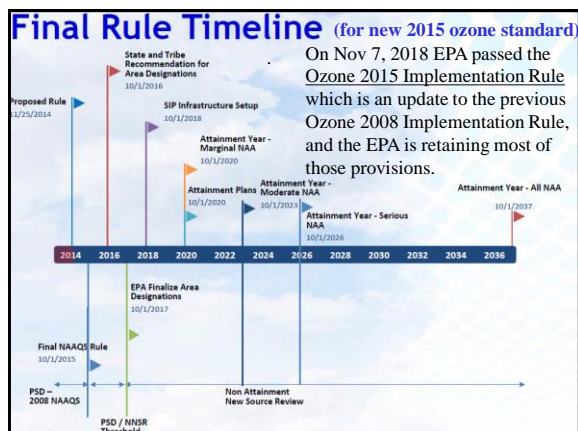 Final Rule Timeline (for new 2015 ozone standard)
On Nov 7, 2018 EPA passed the
Ozone 2015 Implementation Rule
which is an update to the previous
Ozone 2008 Implementation Rule,
and the EPA is retaining most of
those provisions.
State and Tribe
Recommendation for
Area Designations
10/1/2016
Proposed Rule
11/25/2014
SIP Infrastructure Setup
10/1/2018
Attainment Year -
Marginal NAA
10/1/2020
Attainment Plans
10/1/2020
Attainment Year -
Moderate NAA
10/1/2023
Attainment Year - Serious
NAA
10/1/2026
Attainment Year - All NAA
10/1/2037
2014 2016 2018 2020 2022 2024 2026 2028 2030 2032 2034 2036
EPA Finalize Area
Designations
10/1/2017
Final NAAQS Rule
10/1/2015
PSD –
2008 NAAQS
Non Attainment
New Source Review
PSD / NNSR
Threshold